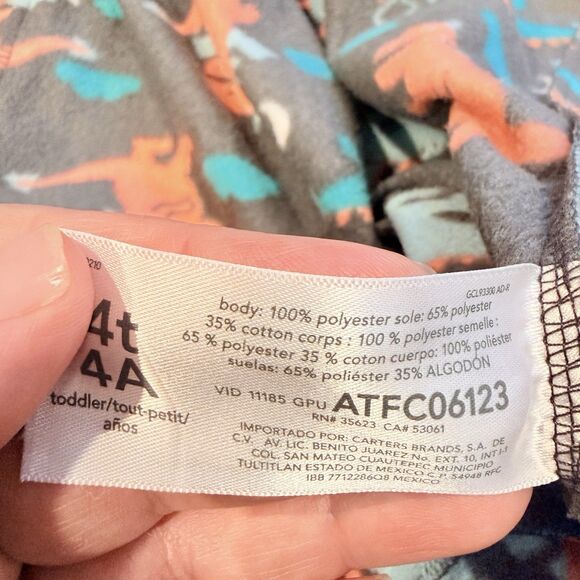 GCL93300 AD-R
4t
4A
toddler/tout-petit/
años
body: 100% polyester sole: 65% polyester
35% cotton corps : 100 % polyester semelle :
65 % polyester 35 % coton cuerpo: 100% poliéster
suelas: 65% poliéster 35% ALGODÓN
VID 11185 GPU ATFC06123
RN# 35623 CA# 53061
IMPORTADO POR: CARTERS BRANDS, S.A. DE
C.V. AV. LIC. BENITO JUAREZ No. EXT. 10, INT I-1
COL. SAN MATEO CUAUTEPEC MUNICIPIO
TULTITLAN ESTADO DE MEXICO C.P. 54948 RFC
IBB 7712286Q8 MEXICO